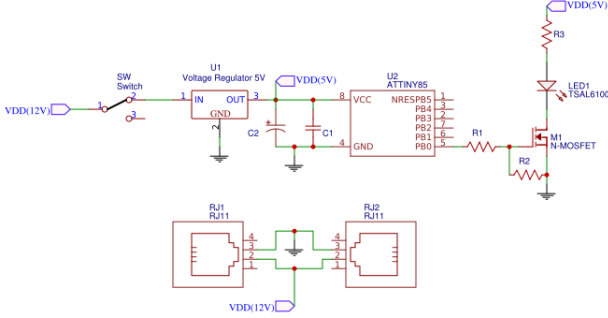 VDD(5V)
R3
LED1
TSAL6100
U1
Voltage Regulator 5V
VDD(5V)
U2
ATTINY85
SW
Switch
VDD(12V)
1
2
3
1
IN
OUT
3
GND
2
C2
C1
8
VCC
NRESPB5
1
PB4
3
PB3
2
PB2
7
PB1
6
4
GND
PB0
5
R1
M1
N-MOSFET
R2
RJ1
RJ11
RJ2
RJ11
4
3
2
1
4
3
2
1
VDD(12V)